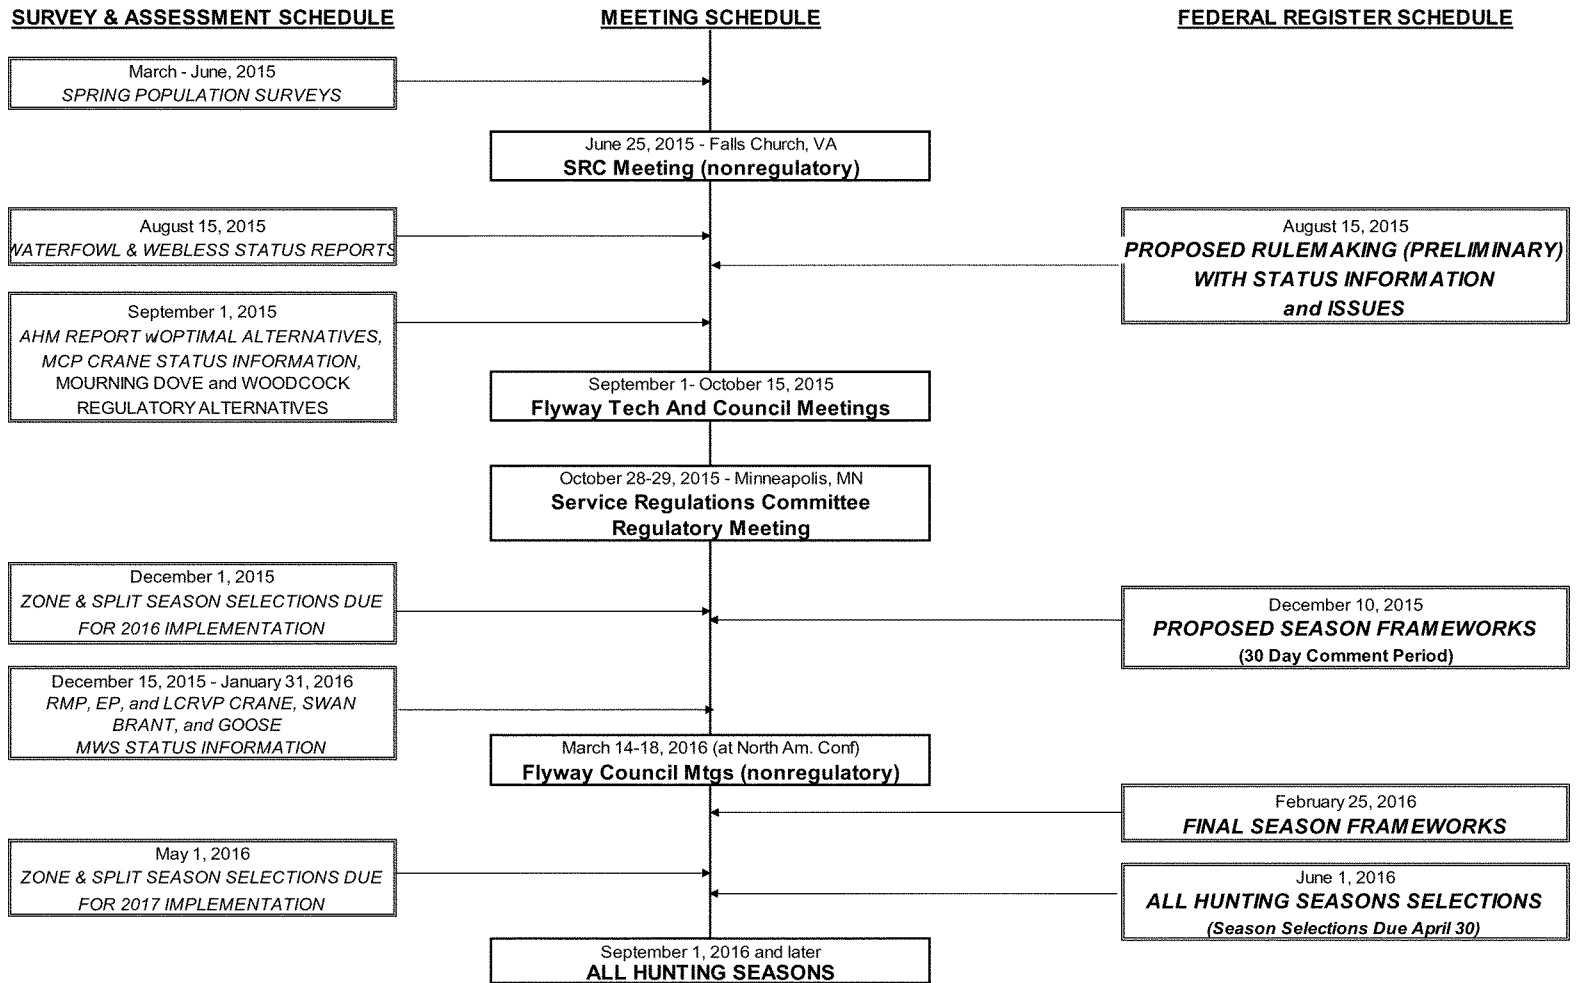 SURVEY & ASSESSMENT SCHEDULE
MEETING SCHEDULE
FEDERAL REGISTER SCHEDULE
March - June, 2015
SPRING POPULATION SURVEYS
June 25, 2015 - Falls Church, VA
SRC Meeting (nonregulatory)
August 15, 2015
WATERFOWL & WEBLESS STATUS REPORTS
August 15, 2015
PROPOSED RULEMAKING (PRELIMINARY)
WITH STATUS INFORMATION
and ISSUES
September 1, 2015
AHM REPORT w/OPTIMAL ALTERNATIVES,
MCP CRANE STATUS INFORMATION,
MOURNING DOVE and WOODCOCK
REGULATORY ALTERNATIVES
September 1- October 15, 2015
Flyway Tech And Council Meetings
October 28-29, 2015 - Minneapolis, MN
Service Regulations Committee
Regulatory Meeting
December 1, 2015
ZONE & SPLIT SEASON SELECTIONS DUE
FOR 2016 IMPLEMENTATION
December 10, 2015
PROPOSED SEASON FRAMEWORKS
(30 Day Comment Period)
December 15, 2015 - January 31, 2016
RMP, EP, and LCRVP CRANE, SWAN
BRANT, and GOOSE
MWS STATUS INFORMATION
March 14-18, 2016 (at North Am. Conf)
Flyway Council Mtgs (nonregulatory)
February 25, 2016
FINAL SEASON FRAMEWORKS
May 1, 2016
ZONE & SPLIT SEASON SELECTIONS DUE
FOR 2017 IMPLEMENTATION
June 1, 2016
ALL HUNTING SEASONS SELECTIONS
(Season Selections Due April 30)
September 1, 2016 and later
ALL HUNTING SEASONS